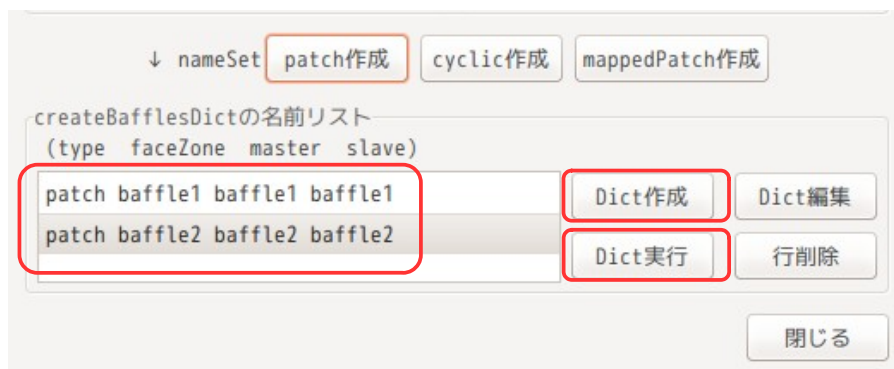 ↓ nameSet patch作成 cyclic作成 mappedPatch作成
createBafflesDictの名前リスト
(type faceZone master slave)
patch baffle1 baffle1 baffle1
Dict作成 Dict編集
patch baffle2 baffle2 baffle2
Dict実行 行削除
閉じる